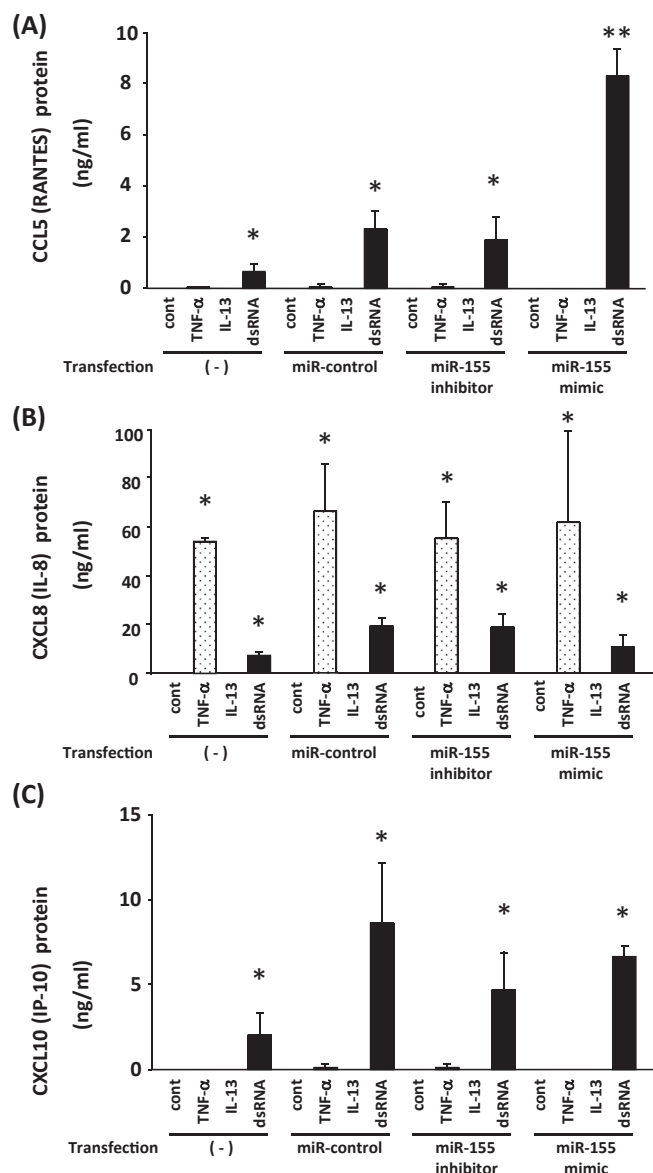 (A)
CCL5 (RANTES) protein
(ng/ml)
10
8
6
4
2
0
*
*
*
**
cont
TNF-α
IL-13
dsRNA
cont
TNF-α
IL-13
dsRNA
cont
TNF-α
IL-13
dsRNA
cont
TNF-α
IL-13
dsRNA
Transfection
(-)
miR-control
miR-155
inhibitor
miR-155
mimic
(B)
CXCL8 (IL-8) protein
(ng/ml)
100
80
60
40
20
0
*
*
*
*
*
*
*
*
cont
TNF-α
IL-13
dsRNA
cont
TNF-α
IL-13
dsRNA
cont
TNF-α
IL-13
dsRNA
cont
TNF-α
IL-13
dsRNA
Transfection
(-)
miR-control
miR-155
inhibitor
miR-155
mimic
(C)
CXCL10 (IP-10) protein
(ng/ml)
15
10
5
0
*
*
*
*
cont
TNF-α
IL-13
dsRNA
cont
TNF-α
IL-13
dsRNA
cont
TNF-α
IL-13
dsRNA
cont
TNF-α
IL-13
dsRNA
Transfection
(-)
miR-control
miR-155
inhibitor
miR-155
mimic